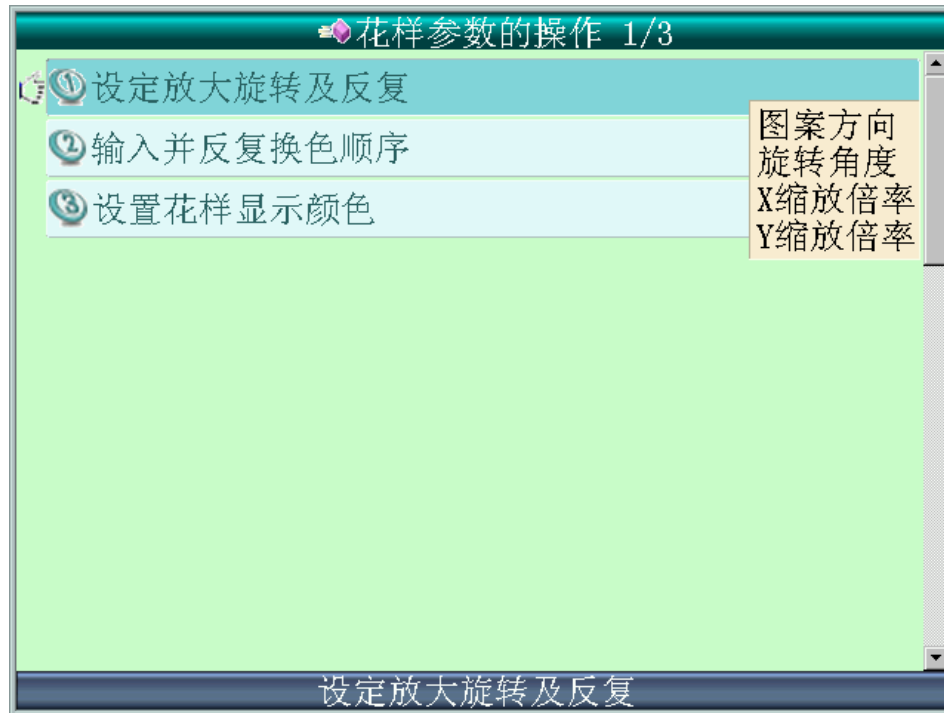 花样参数的操作 1/3
①设定放大旋转及反复
②输入并反复换色顺序
③设置花样显示颜色
图案方向
旋转角度
X缩放倍率
Y缩放倍率
设定放大旋转及反复